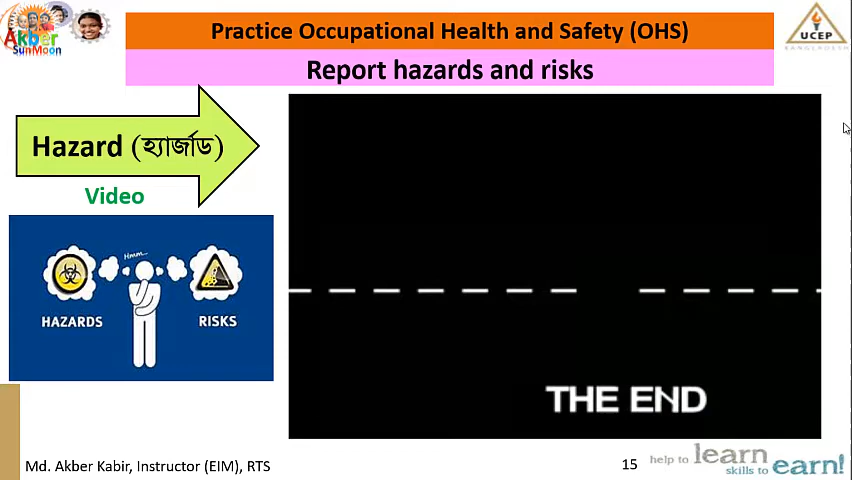 Akber
SunMoon
Practice Occupational Health and Safety (OHS)
UCEP
BANGLADESH
Report hazards and risks
Hazard (হ্যার্জাড)
Video
Hmm...
HAZARDS
RISKS
THE END
Md. Akber Kabir, Instructor (EIM), RTS
15
help to learn
skills to earn!